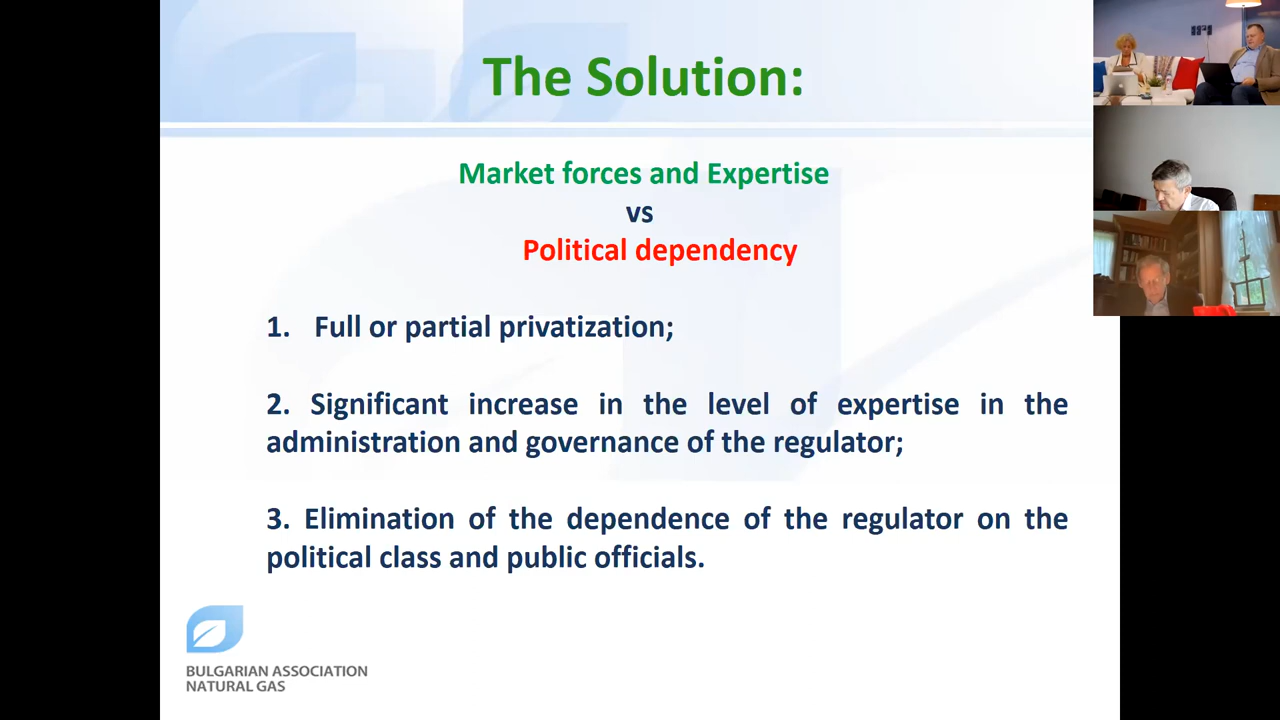 The Solution:
Market forces and Expertise
vs
Political dependency
1. Full or partial privatization;
2. Significant increase in the level of expertise in the
administration and governance of the regulator;
3. Elimination of the dependence of the regulator on the
political class and public officials.
BULGARIAN ASSOCIATION
NATURAL GAS